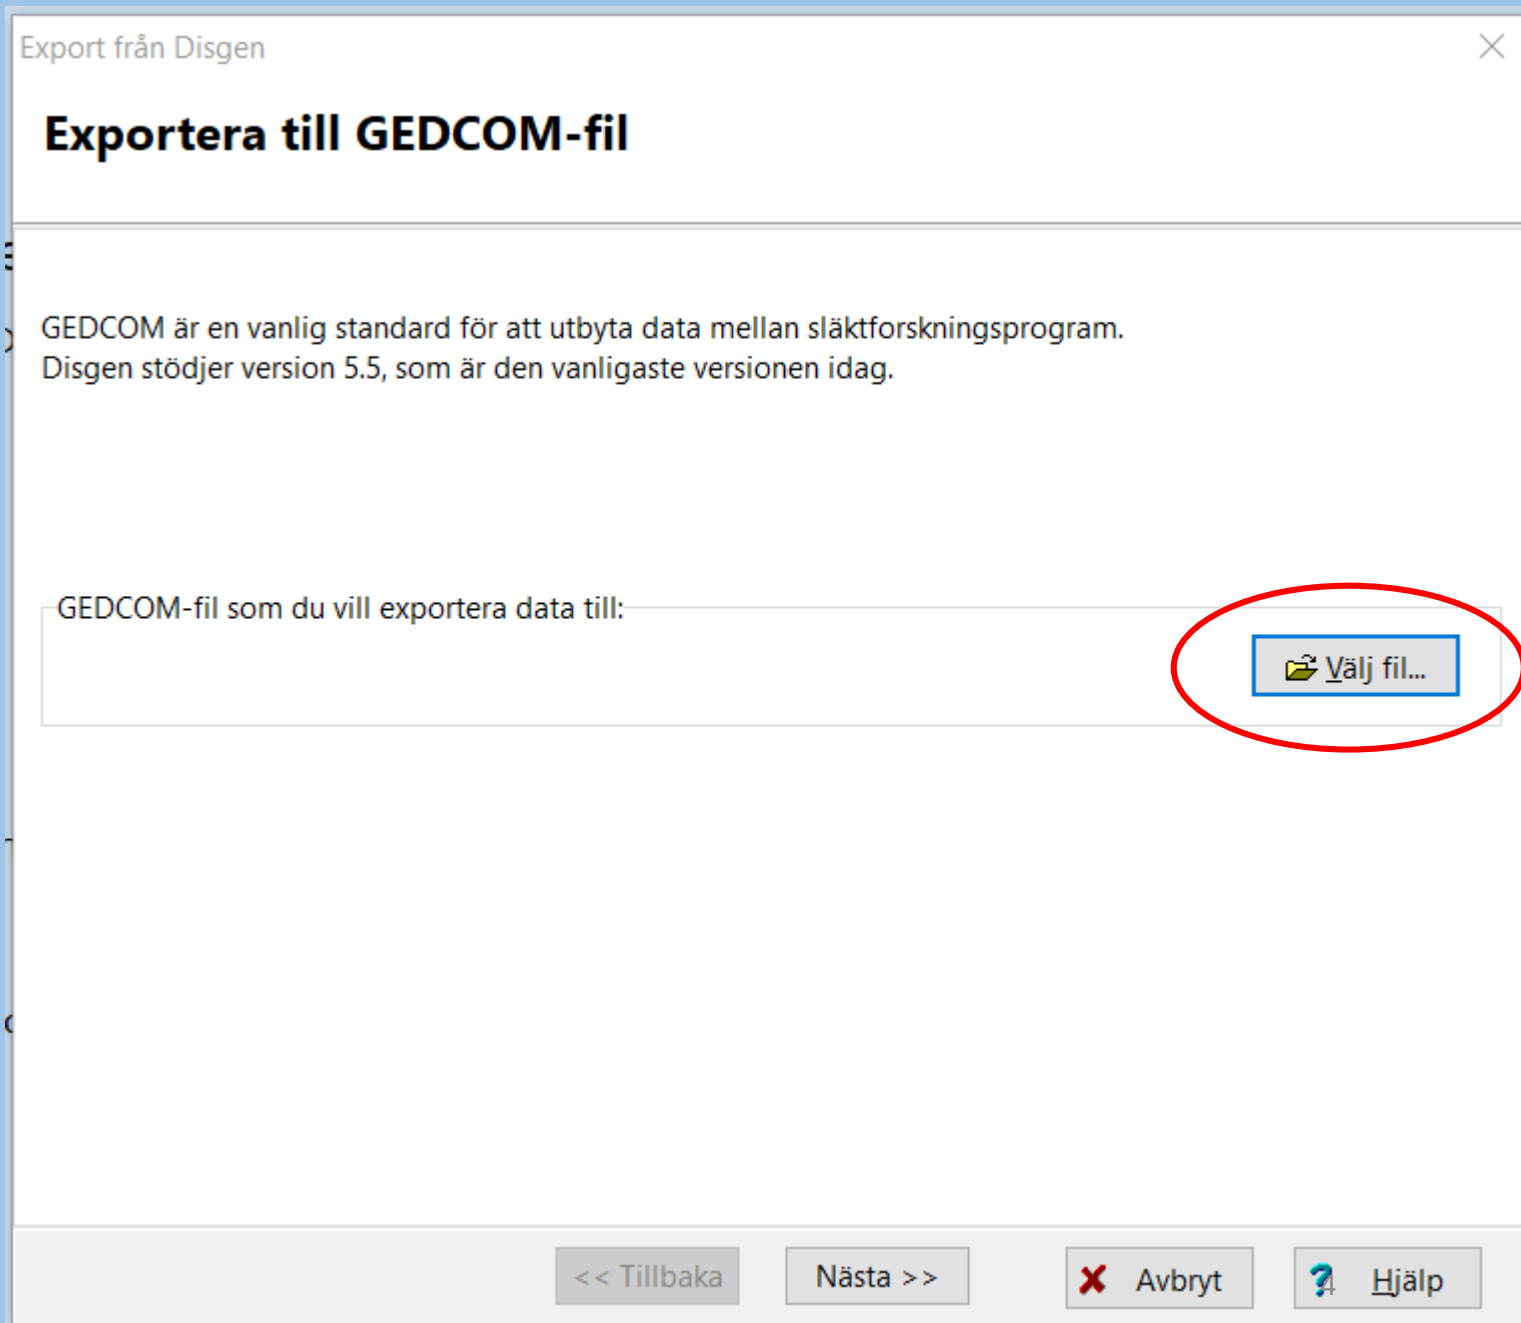 Export från Disgen
Exportera till GEDCOM-fil
GEDCOM är en vanlig standard för att utbyta data mellan släktforskningsprogram.
Disgen stödjer version 5.5, som är den vanligaste versionen idag.
GEDCOM-fil som du vill exportera data till:
Välj fil...
<< Tillbaka
Nästa >>
Avbryt
Hjälp